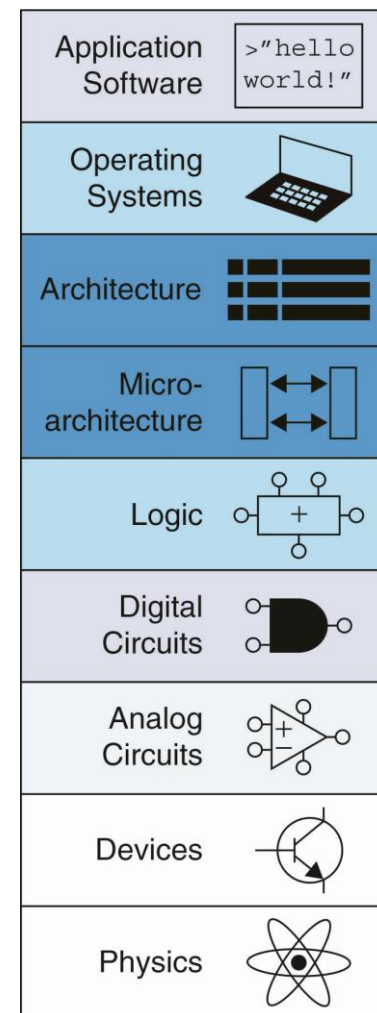 Application
Software
>"hello
world!"
Operating
Systems
Architecture
Micro-
architecture
Logic
+
Digital
Circuits
Analog
Circuits
+
−
Devices
Physics